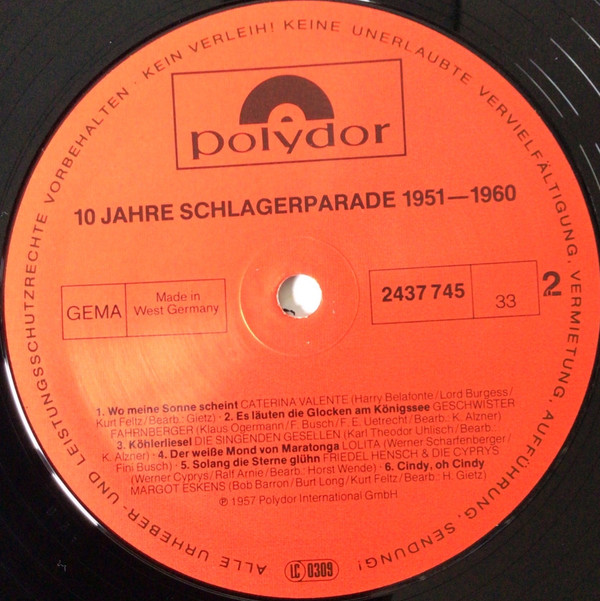 ALLE URHEBER- UND LEISTUNGSSCHUTZRECHTE VORBEHALTEN · KEIN VERLEIH! KEINE UNERLAUBTE VERVIELFÄLTIGUNG, VERMIETUNG, AUFFÜHRUNG, SENDUNG!
polydor
10 JAHRE SCHLAGERPARADE 1951—1960
GEMA
Made in
West Germany
2437 745
33
2
1. Wo meine Sonne scheint CATERINA VALENTE (Harry Belafonte/Lord Burgess/
Kurt Feltz/Bearb.: Gietz) · 2. Es läuten die Glocken am Königssee GESCHWISTER
FAHRNBERGER (Klaus Ogermann/F. Busch/F. E. Uetrecht/Bearb. K. Alzner)
3. Köhlerliesel DIE SINGENDEN GESELLEN (Karl Theodor Uhlisch/Bearb.:
K. Alzner) · 4. Der weiße Mond von Maratonga LOLITA (Werner Scharfenberger/
Fini Busch) · 5. Solang die Sterne glühn FRIEDEL HENSCH & DIE CYPRYS
(Werner Cyprys/Ralf Arnie/Bearb.: Horst Wende) · 6. Cindy, oh Cindy
MARGOT ESKENS (Bob Barron/Burt Long/Kurt Feltz/Bearb.: H. Gietz)
℗ 1957 Polydor International GmbH
LC 0309